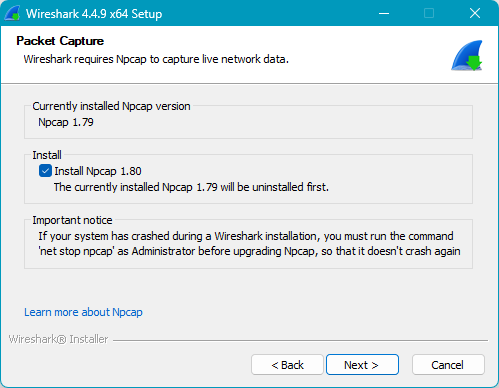 Wireshark 4.4.9 x64 Setup
Packet Capture
Wireshark requires Npcap to capture live network data.
Currently installed Npcap version
Npcap 1.79
Install
Install Npcap 1.80
The currently installed Npcap 1.79 will be uninstalled first.
Important notice
If your system has crashed during a Wireshark installation, you must run the command
'net stop npcap' as Administrator before upgrading Npcap, so that it doesn't crash again
Learn more about Npcap
Wireshark® Installer
< Back
Next >
Cancel